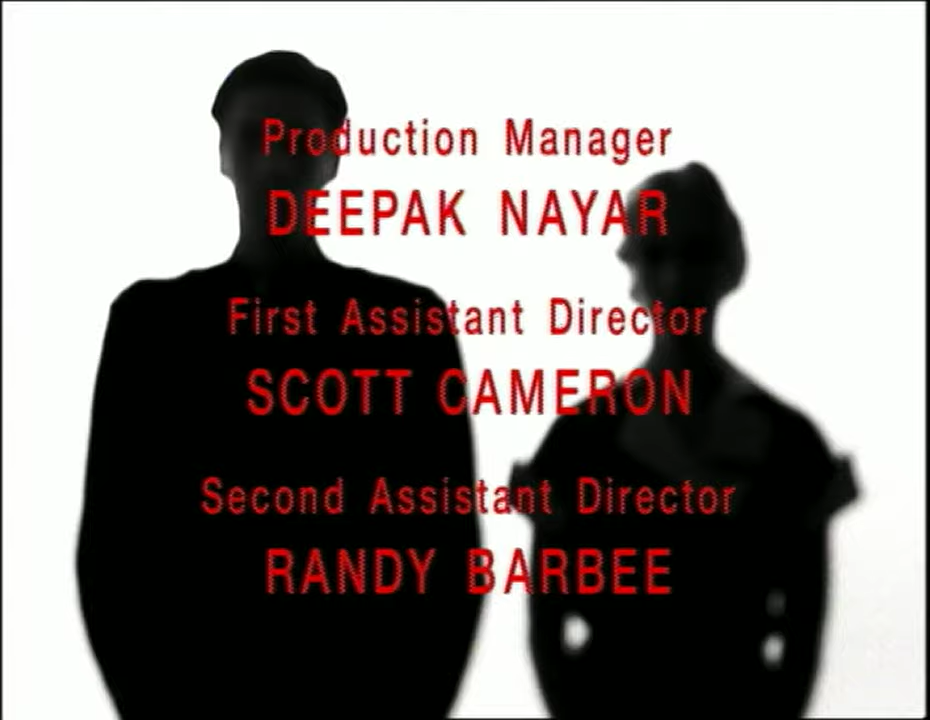 Production Manager
DEEPAK NAYAR
First Assistant Director
SCOTT CAMERON
Second Assistant Director
RANDY BARBEE